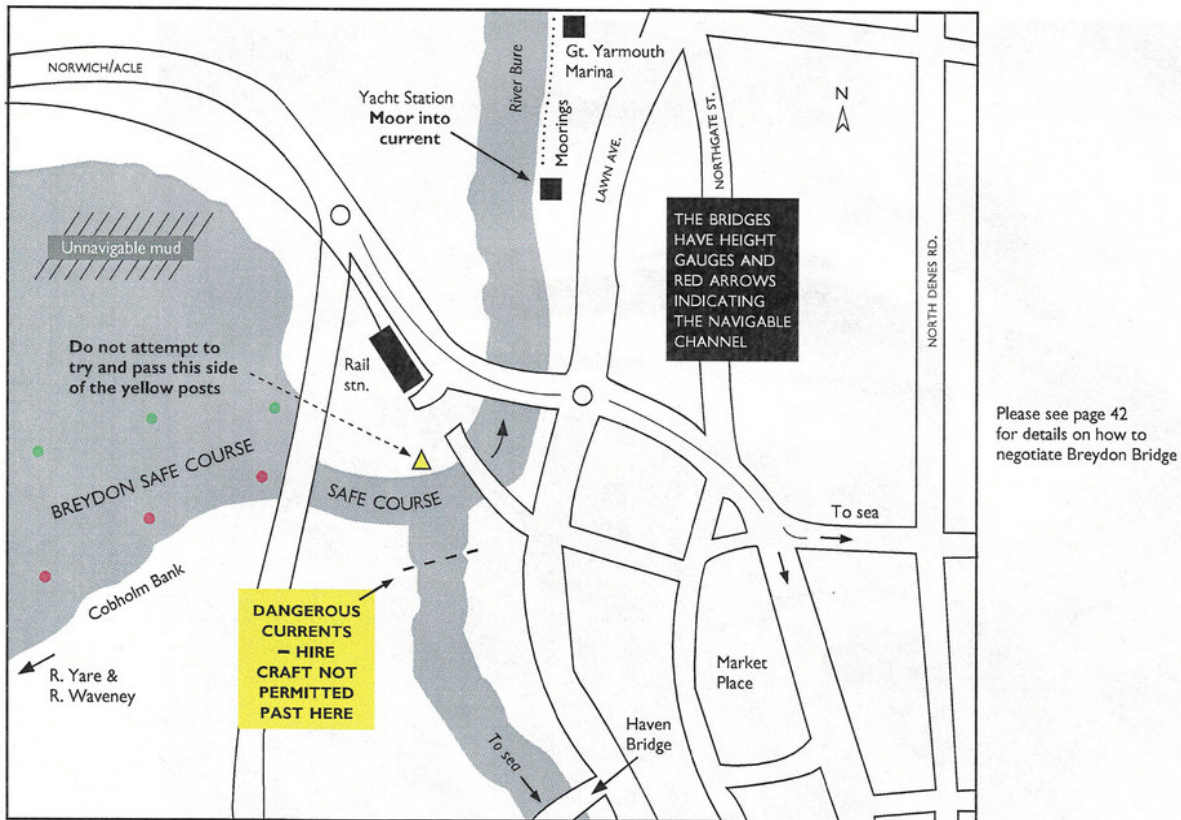 NORWICH/ACLE
River Bure
Gt. Yarmouth
Marina
Yacht Station
Moor into
current
Moorings
LAWN AVE.
NORTHGATE ST.
N
NORTH DENES RD.
Unnavigable mud
THE BRIDGES
HAVE HEIGHT
GAUGES AND
RED ARROWS
INDICATING
THE NAVIGABLE
CHANNEL
Do not attempt to
try and pass this side
of the yellow posts
Rail
stn.
Please see page 42
for details on how to
negotiate Breydon Bridge
BREYDON SAFE COURSE
SAFE COURSE
To sea
Cobholm Bank
DANGEROUS
CURRENTS
– HIRE
CRAFT NOT
PERMITTED
PAST HERE
R. Yare &
R. Waveney
Market
Place
Haven
Bridge
To sea